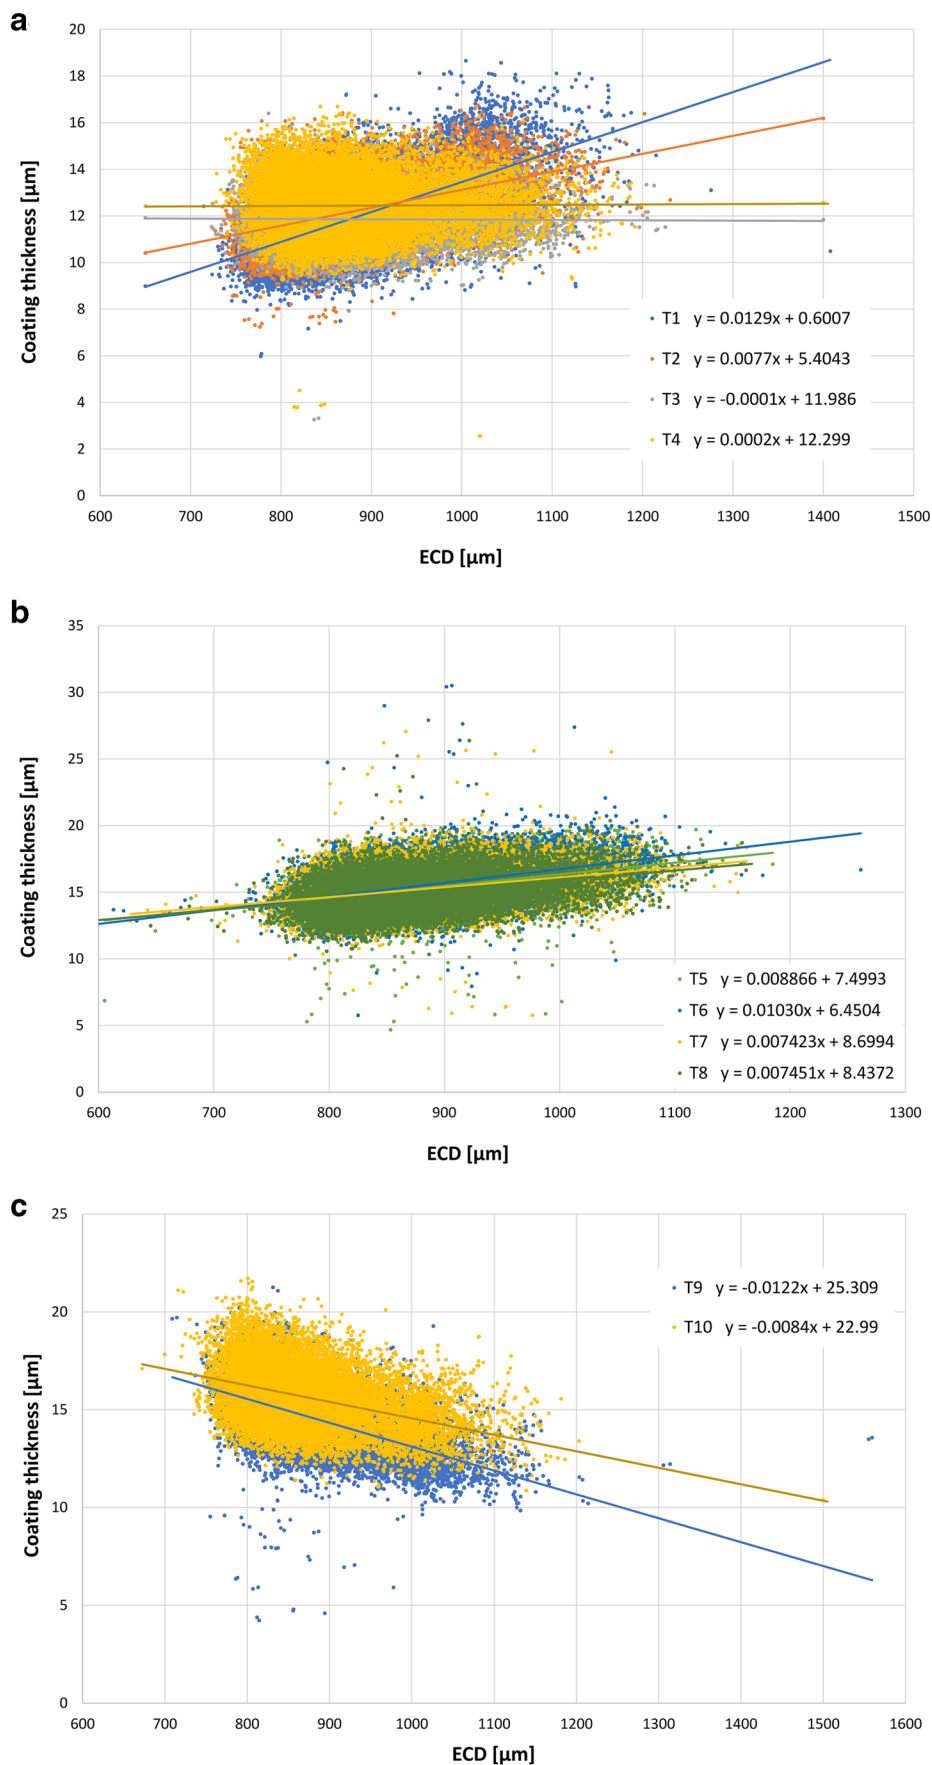 a
20
18
16
14
12
10
8
6
4
2
0
Coating thickness [µm]
T1 y = 0.0129x + 0.6007
T2 y = 0.0077x + 5.4043
T3 y = -0.0001x + 11.986
T4 y = 0.0002x + 12.299
600 700 800 900 1000 1100 1200 1300 1400 1500
ECD [µm]
b
35
30
25
20
15
10
5
0
Coating thickness [µm]
T5 y = 0.008866 + 7.4993
T6 y = 0.01030x + 6.4504
T7 y = 0.007423x + 8.6994
T8 y = 0.007451x + 8.4372
600 700 800 900 1000 1100 1200 1300
ECD [µm]
c
25
20
15
10
5
0
Coating thickness [µm]
T9 y = -0.0122x + 25.309
T10 y = -0.0084x + 22.99
600 700 800 900 1000 1100 1200 1300 1400 1500 1600
ECD [µm]